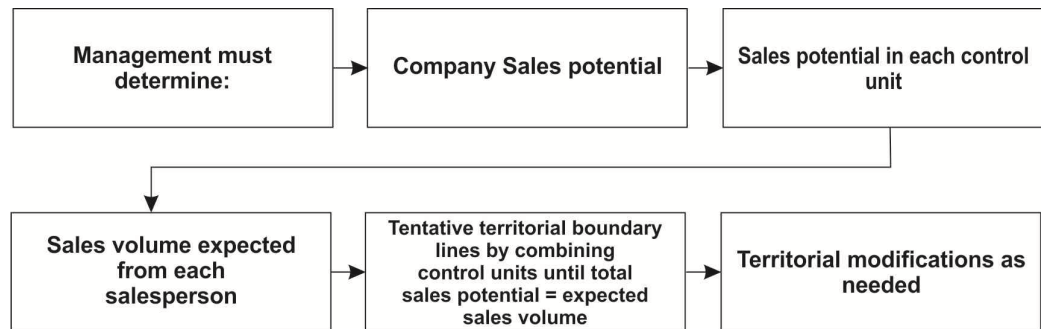 Management must
determine:
Company Sales potential
Sales potential in each control
unit
Sales volume expected
from each
salesperson
Tentative territorial boundary
lines by combining
control units until total
sales potential = expected
sales volume
Territorial modifications as
needed